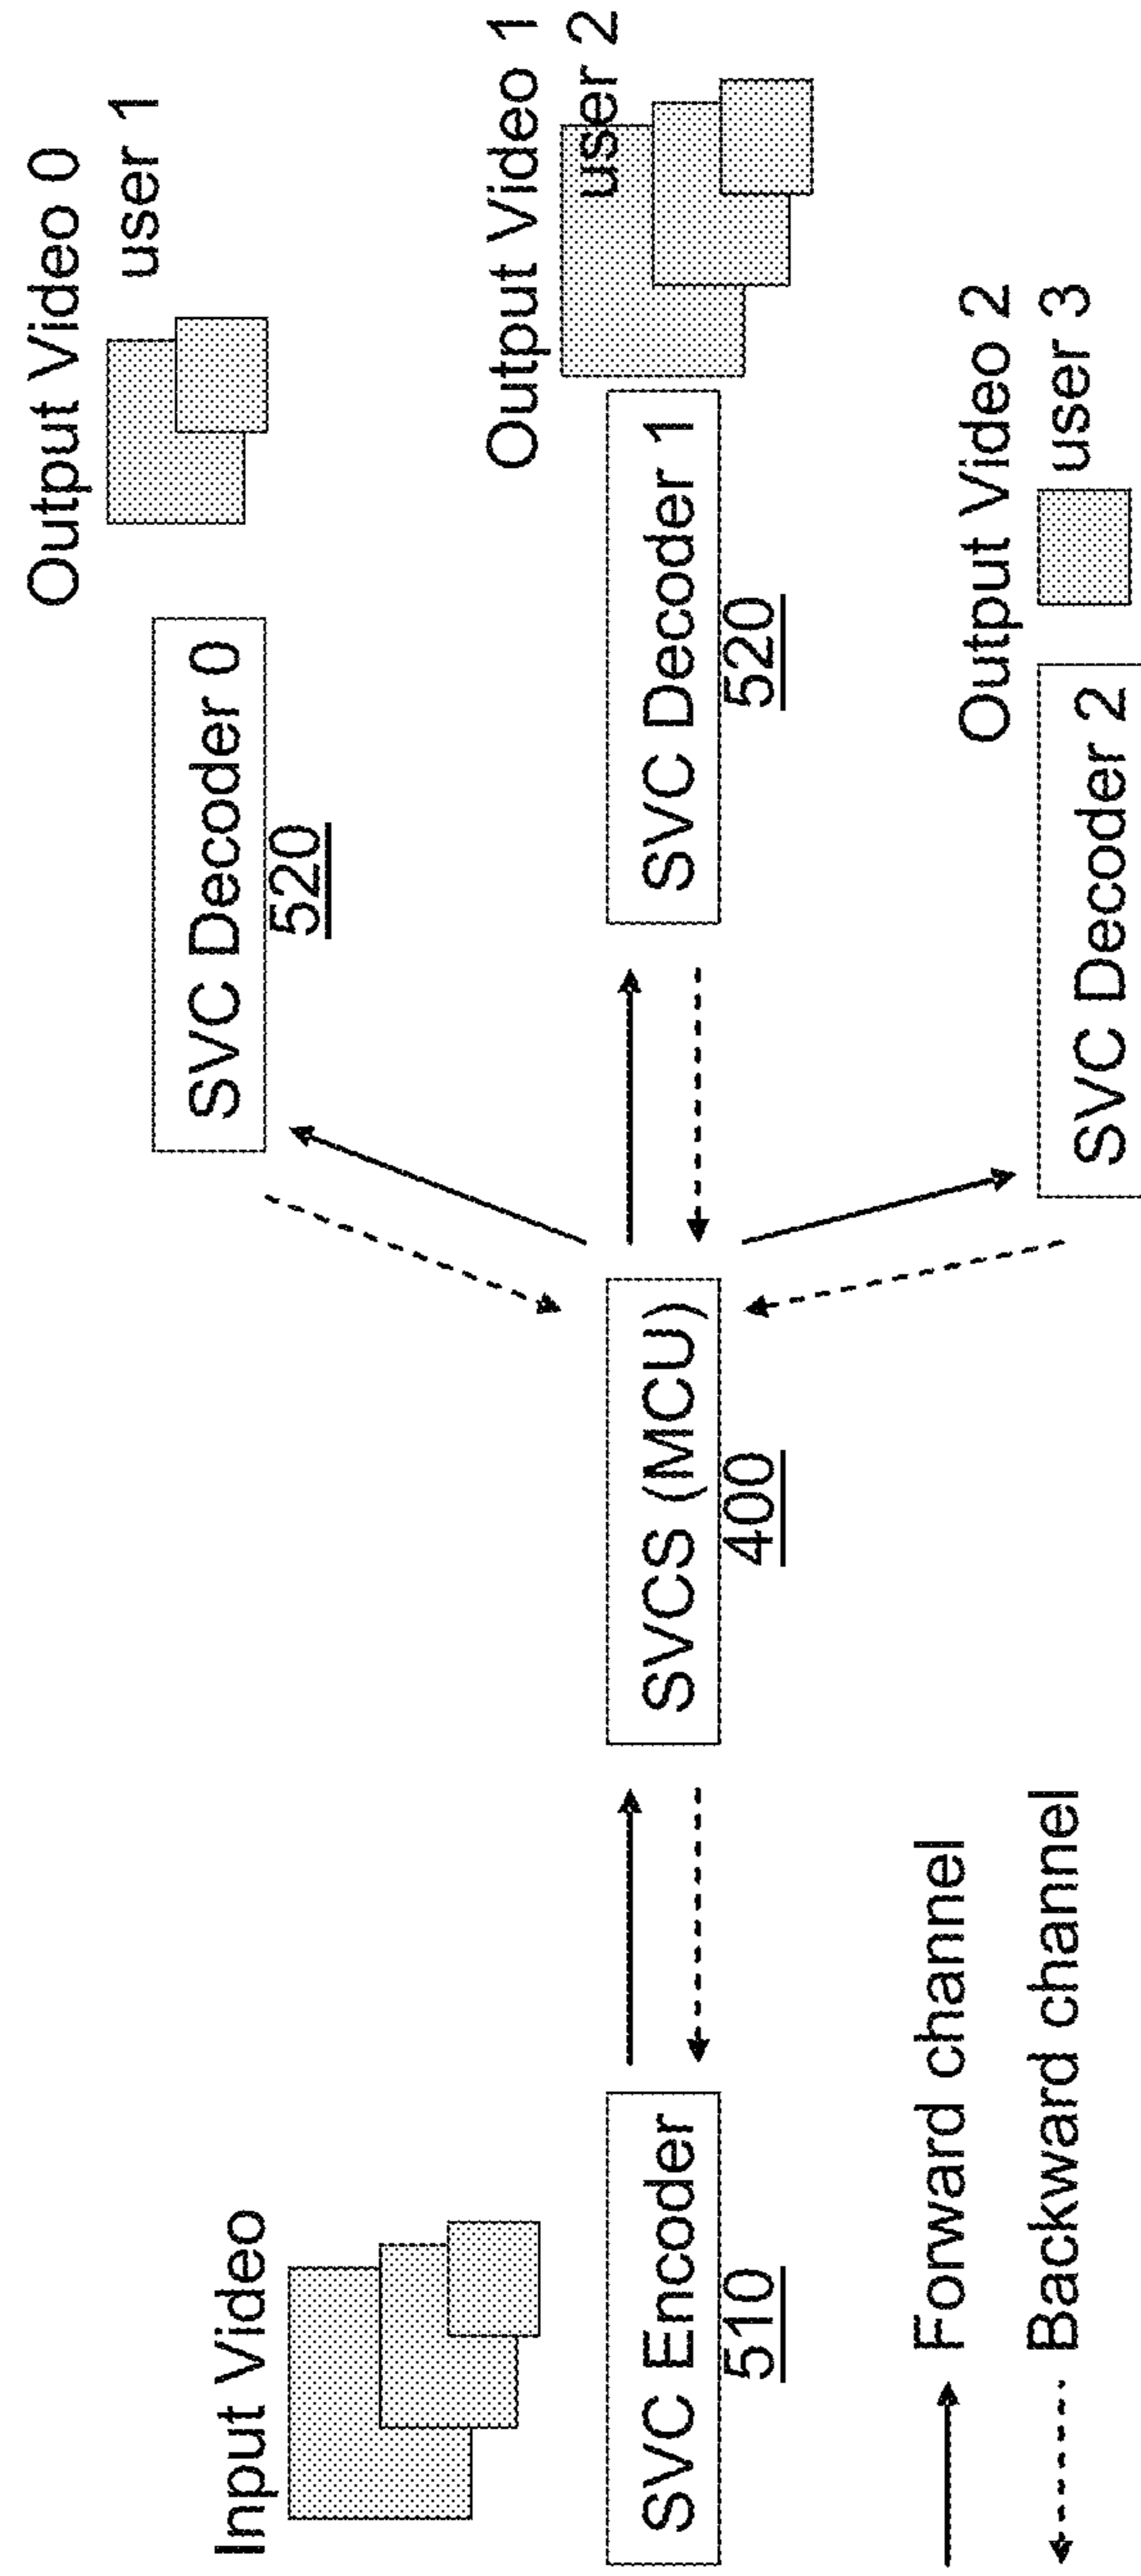 Output Video 0
user 1
SVC Decoder 0
520
Input Video
Output Video 1
user 2
SVC Encoder
510
SVCS (MCU)
400
SVC Decoder 1
520
Output Video 2
user 3
SVC Decoder 2
Forward channel
Backward channel